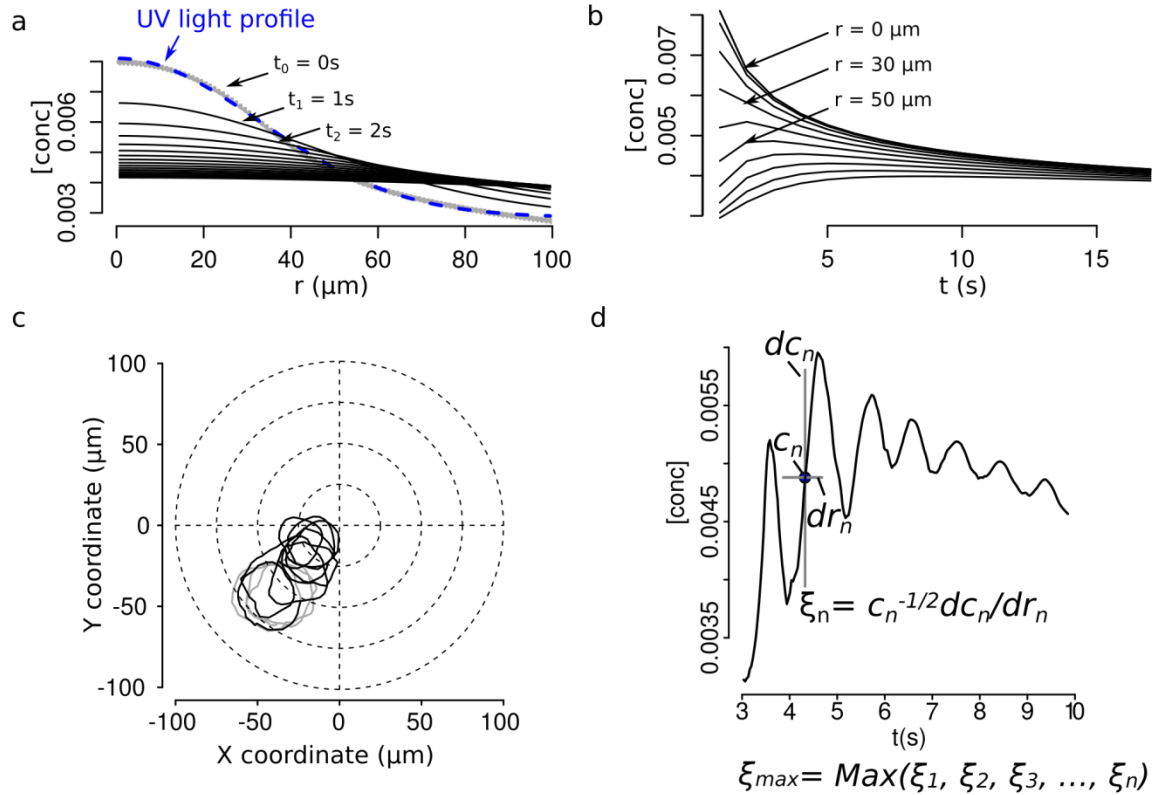 a
UV light profile
t0 = 0s
t1 = 1s
t2 = 2s
[conc]
0.003
0.006
0
20
40
60
80
100
r (μm)
b
r = 0 μm
r = 30 μm
r = 50 μm
[conc]
0.005
0.007
5
10
15
t (s)
c
100
50
0
-50
-100
Y coordinate (μm)
-100
-50
0
50
100
X coordinate (μm)
d
dcn
cn
drn
ξn= cn-1/2dcn/drn
[conc]
0.0035
0.0045
0.0055
3
4
5
6
7
8
9
10
t(s)
ξmax= Max(ξ1, ξ2, ξ3, ..., ξn)